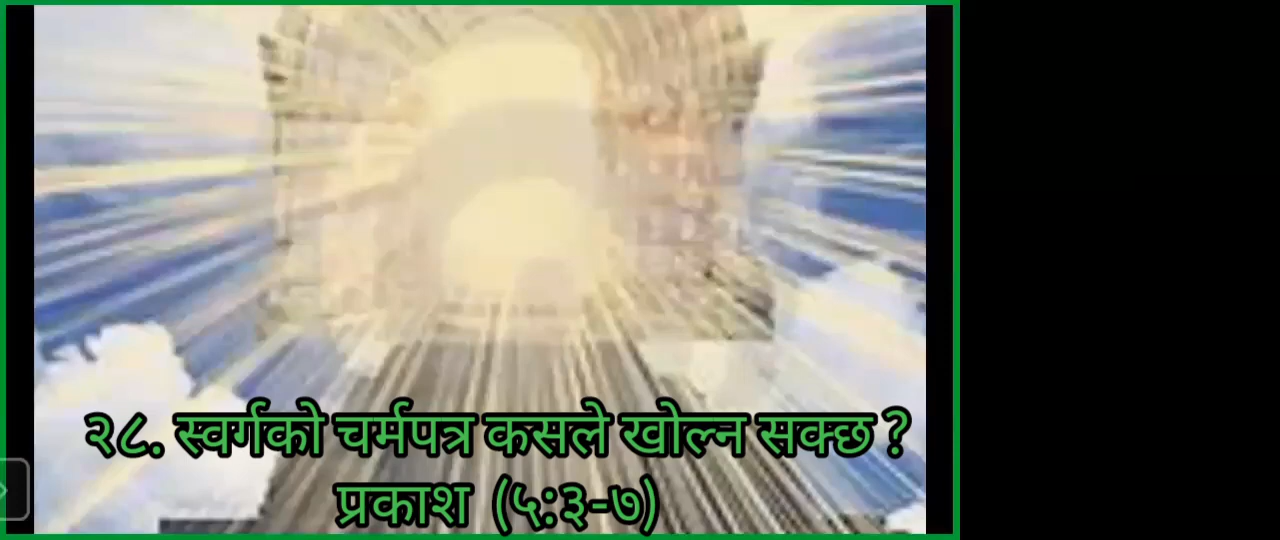 २८. स्वर्गको चर्मपत्र कसले खोल्न सक्छ ?
प्रकाश (५:३-७)